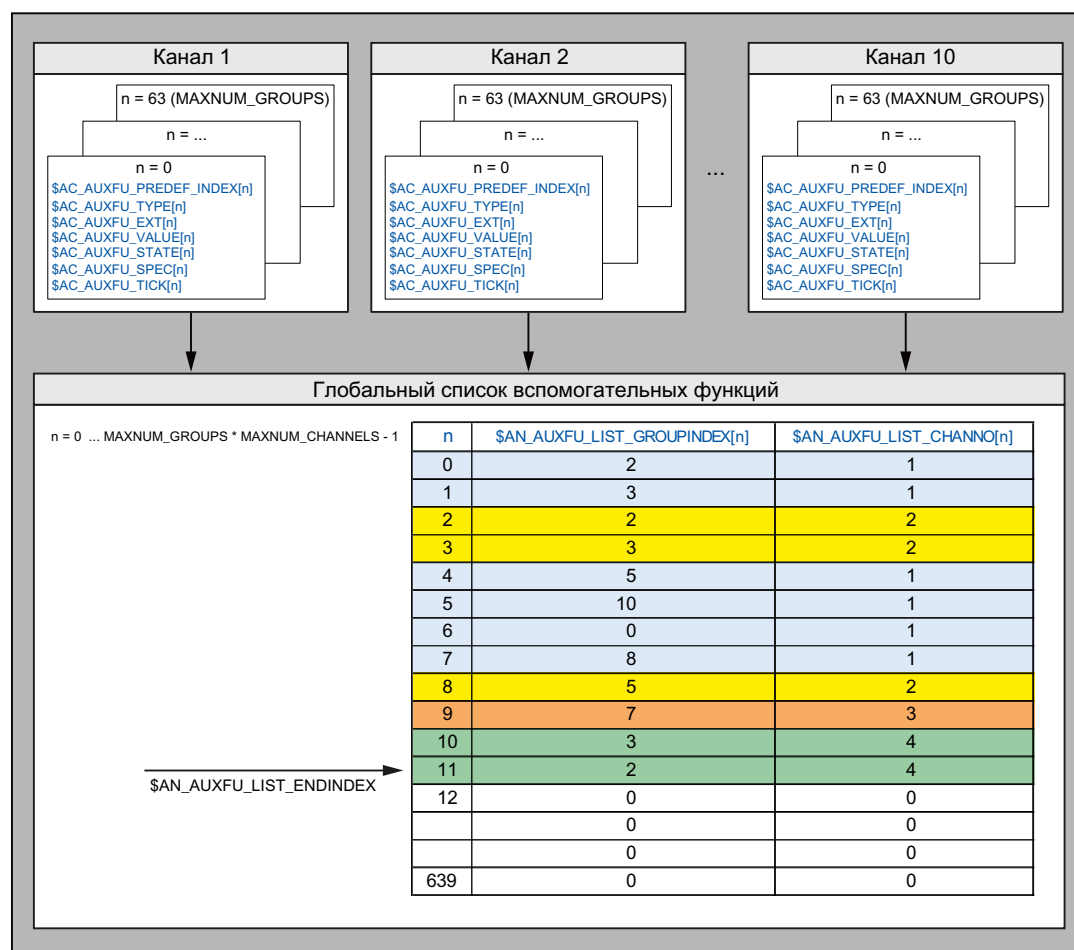 Канал 1
n = 63 (MAXNUM_GROUPS)
n = ...
n = 0
$AC_AUXFU_PREDEF_INDEX[n]
$AC_AUXFU_TYPE[n]
$AC_AUXFU_EXT[n]
$AC_AUXFU_VALUE[n]
$AC_AUXFU_STATE[n]
$AC_AUXFU_SPEC[n]
$AC_AUXFU_TICK[n]
Канал 2
n = 63 (MAXNUM_GROUPS)
n = ...
n = 0
$AC_AUXFU_PREDEF_INDEX[n]
$AC_AUXFU_TYPE[n]
$AC_AUXFU_EXT[n]
$AC_AUXFU_VALUE[n]
$AC_AUXFU_STATE[n]
$AC_AUXFU_SPEC[n]
$AC_AUXFU_TICK[n]
...
Канал 10
n = 63 (MAXNUM_GROUPS)
n = ...
n = 0
$AC_AUXFU_PREDEF_INDEX[n]
$AC_AUXFU_TYPE[n]
$AC_AUXFU_EXT[n]
$AC_AUXFU_VALUE[n]
$AC_AUXFU_STATE[n]
$AC_AUXFU_SPEC[n]
$AC_AUXFU_TICK[n]
Глобальный список вспомогательных функций
n = 0 ... MAXNUM_GROUPS * MAXNUM_CHANNELS - 1
n $AN_AUXFU_LIST_GROUPINDEX[n] $AN_AUXFU_LIST_CHANNO[n]
0 2 1
1 3 1
2 2 2
3 3 2
4 5 1
5 10 1
6 0 1
7 8 1
8 5 2
9 7 3
10 3 4
11 2 4
$AN_AUXFU_LIST_ENDINDEX
12 0 0
0 0
0 0
639 0 0